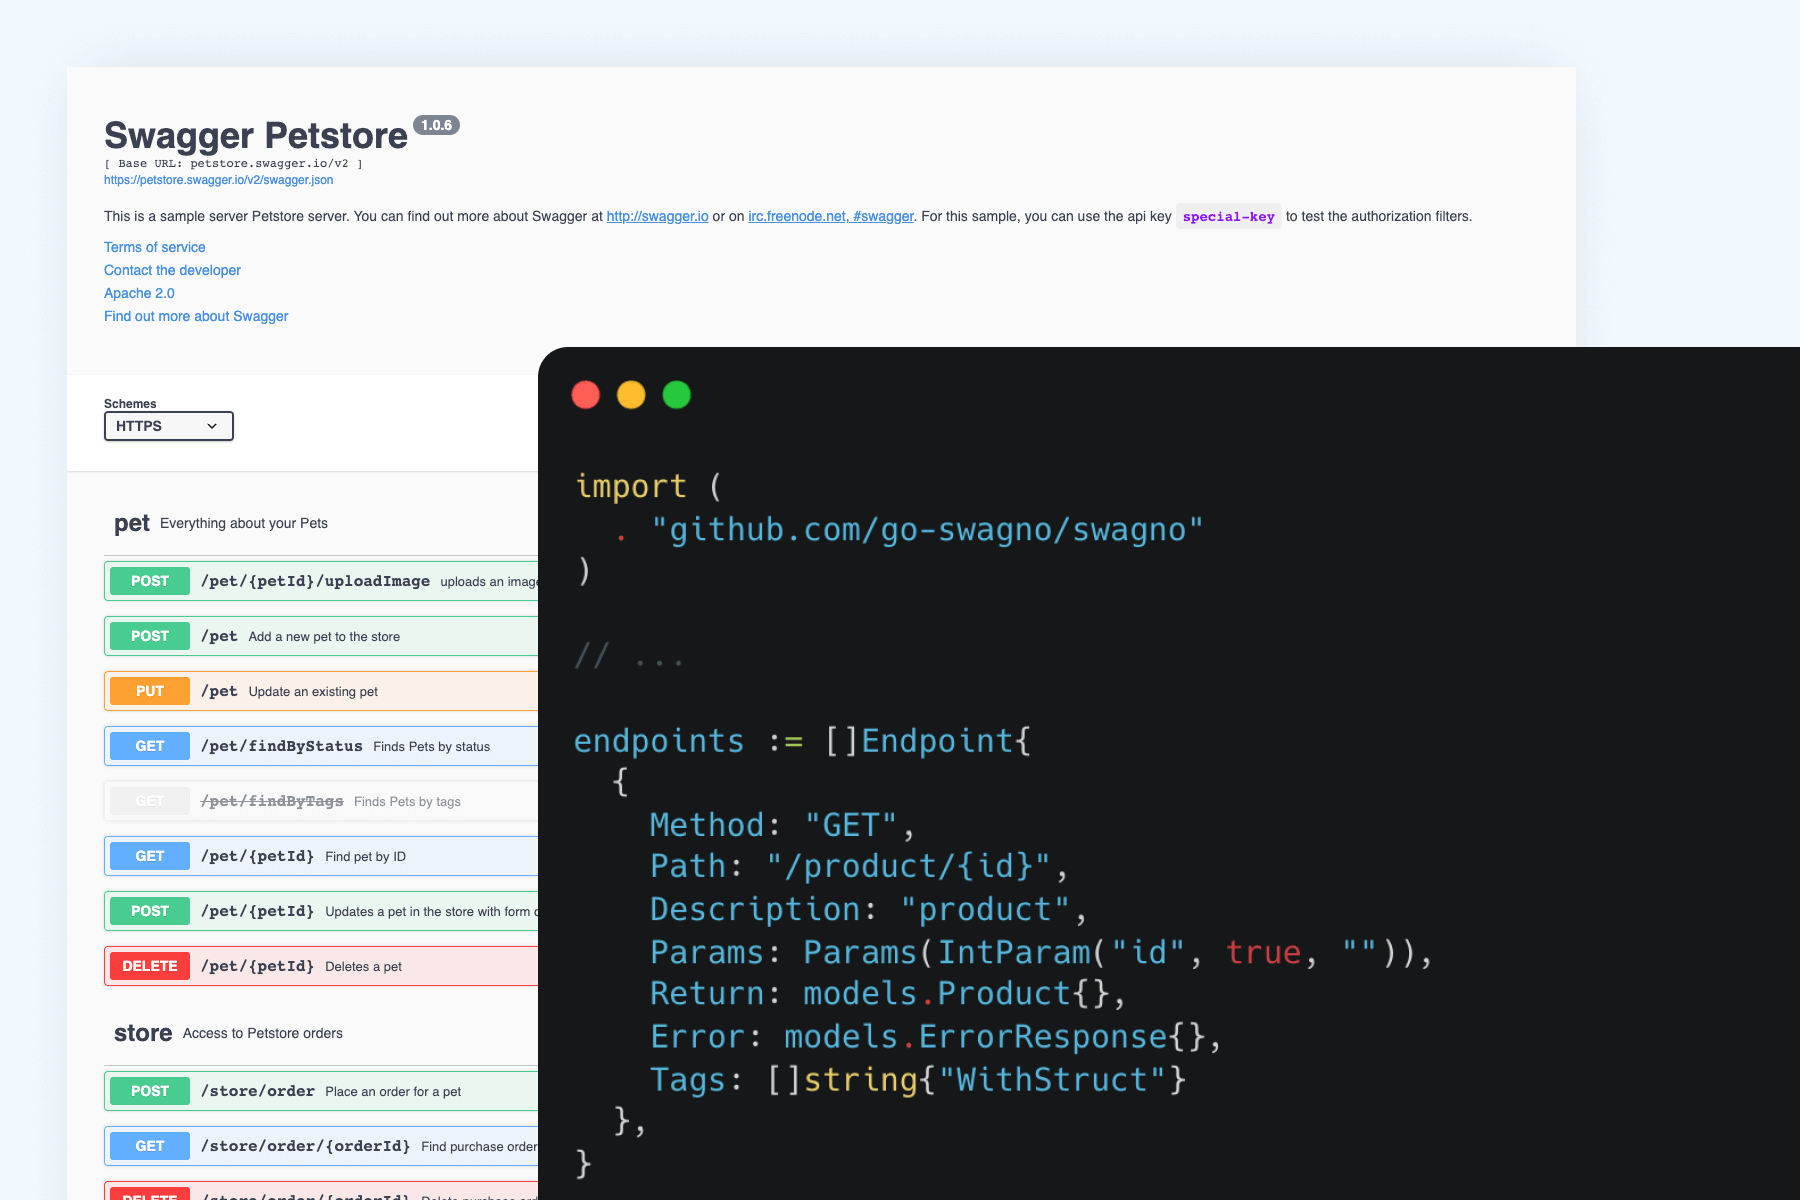 Swagger Petstore 1.0.6
[ Base URL: petstore.swagger.io/v2 ]
https://petstore.swagger.io/v2/swagger.json
This is a sample server Petstore server. You can find out more about Swagger at http://swagger.io or on irc.freenode.net, #swagger. For this sample, you can use the api key special-key to test the authorization filters.
Terms of service
Contact the developer
Apache 2.0
Find out more about Swagger
Schemes
HTTPS
pet Everything about your Pets
POST /pet/{petId}/uploadImage uploads an image
POST /pet Add a new pet to the store
PUT /pet Update an existing pet
GET /pet/findByStatus Finds Pets by status
GET /pet/findByTags Finds Pets by tags
GET /pet/{petId} Find pet by ID
POST /pet/{petId} Updates a pet in the store with form
DELETE /pet/{petId} Deletes a pet
store Access to Petstore orders
POST /store/order Place an order for a pet
GET /store/order/{orderId} Find purchase order
DELETE /store/order/{orderId} Delete purchase
import (
. "github.com/go-swagno/swagno"
)
// ...
endpoints := []Endpoint{
{
Method: "GET",
Path: "/product/{id}",
Description: "product",
Params: Params(IntParam("id", true, "")),
Return: models.Product{},
Error: models.ErrorResponse{},
Tags: []string{"WithStruct"}
},
}